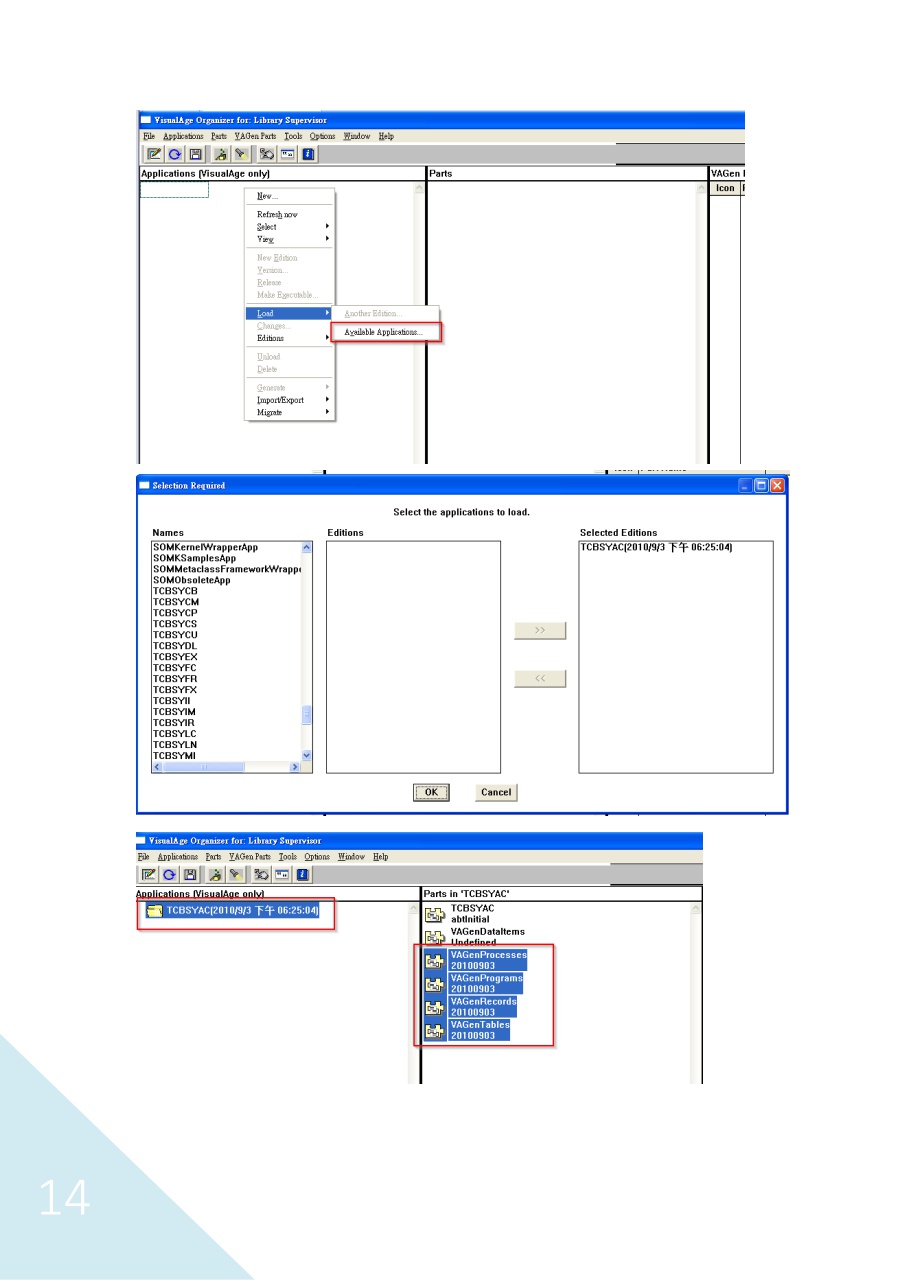 VisualAge Organizer for: Library Supervisor
File Applications Parts VAGen Parts Tools Options Window Help
Applications (VisualAge only)
Parts
VAGen
Icon
New...
Refresh now
Select
View
New Edition
Version...
Release
Make Executable...
Load
Another Edition...
Available Applications...
Changes...
Editions
Unload
Delete
Generate
Import/Export
Migrate
Selection Required
Select the applications to load.
Names
Editions
Selected Editions
SOMKernelWrapperApp
SOMKSamplesApp
SOMMetaclassFrameworkWrappe
SOMObsoleteApp
TCBSYCB
TCBSYCM
TCBSYCP
TCBSYCS
TCBSYCU
TCBSYDL
TCBSYEX
TCBSYFC
TCBSYFR
TCBSYFX
TCBSYII
TCBSYIM
TCBSYIR
TCBSYLC
TCBSYLN
TCBSYMI
TCBSYAC(2010/9/3 下午 06:25:04)
>>
<<
OK
Cancel
VisualAge Organizer for: Library Supervisor
File Applications Parts VAGen Parts Tools Options Window Help
Applications (VisualAge only)
TCBSYAC(2010/9/3 下午 06:25:04)
Parts in 'TCBSYAC'
TCBSYAC
abtInitial
VAGenDataItems
Undefined
VAGenProcesses
20100903
VAGenPrograms
20100903
VAGenRecords
20100903
VAGenTables
20100903
14